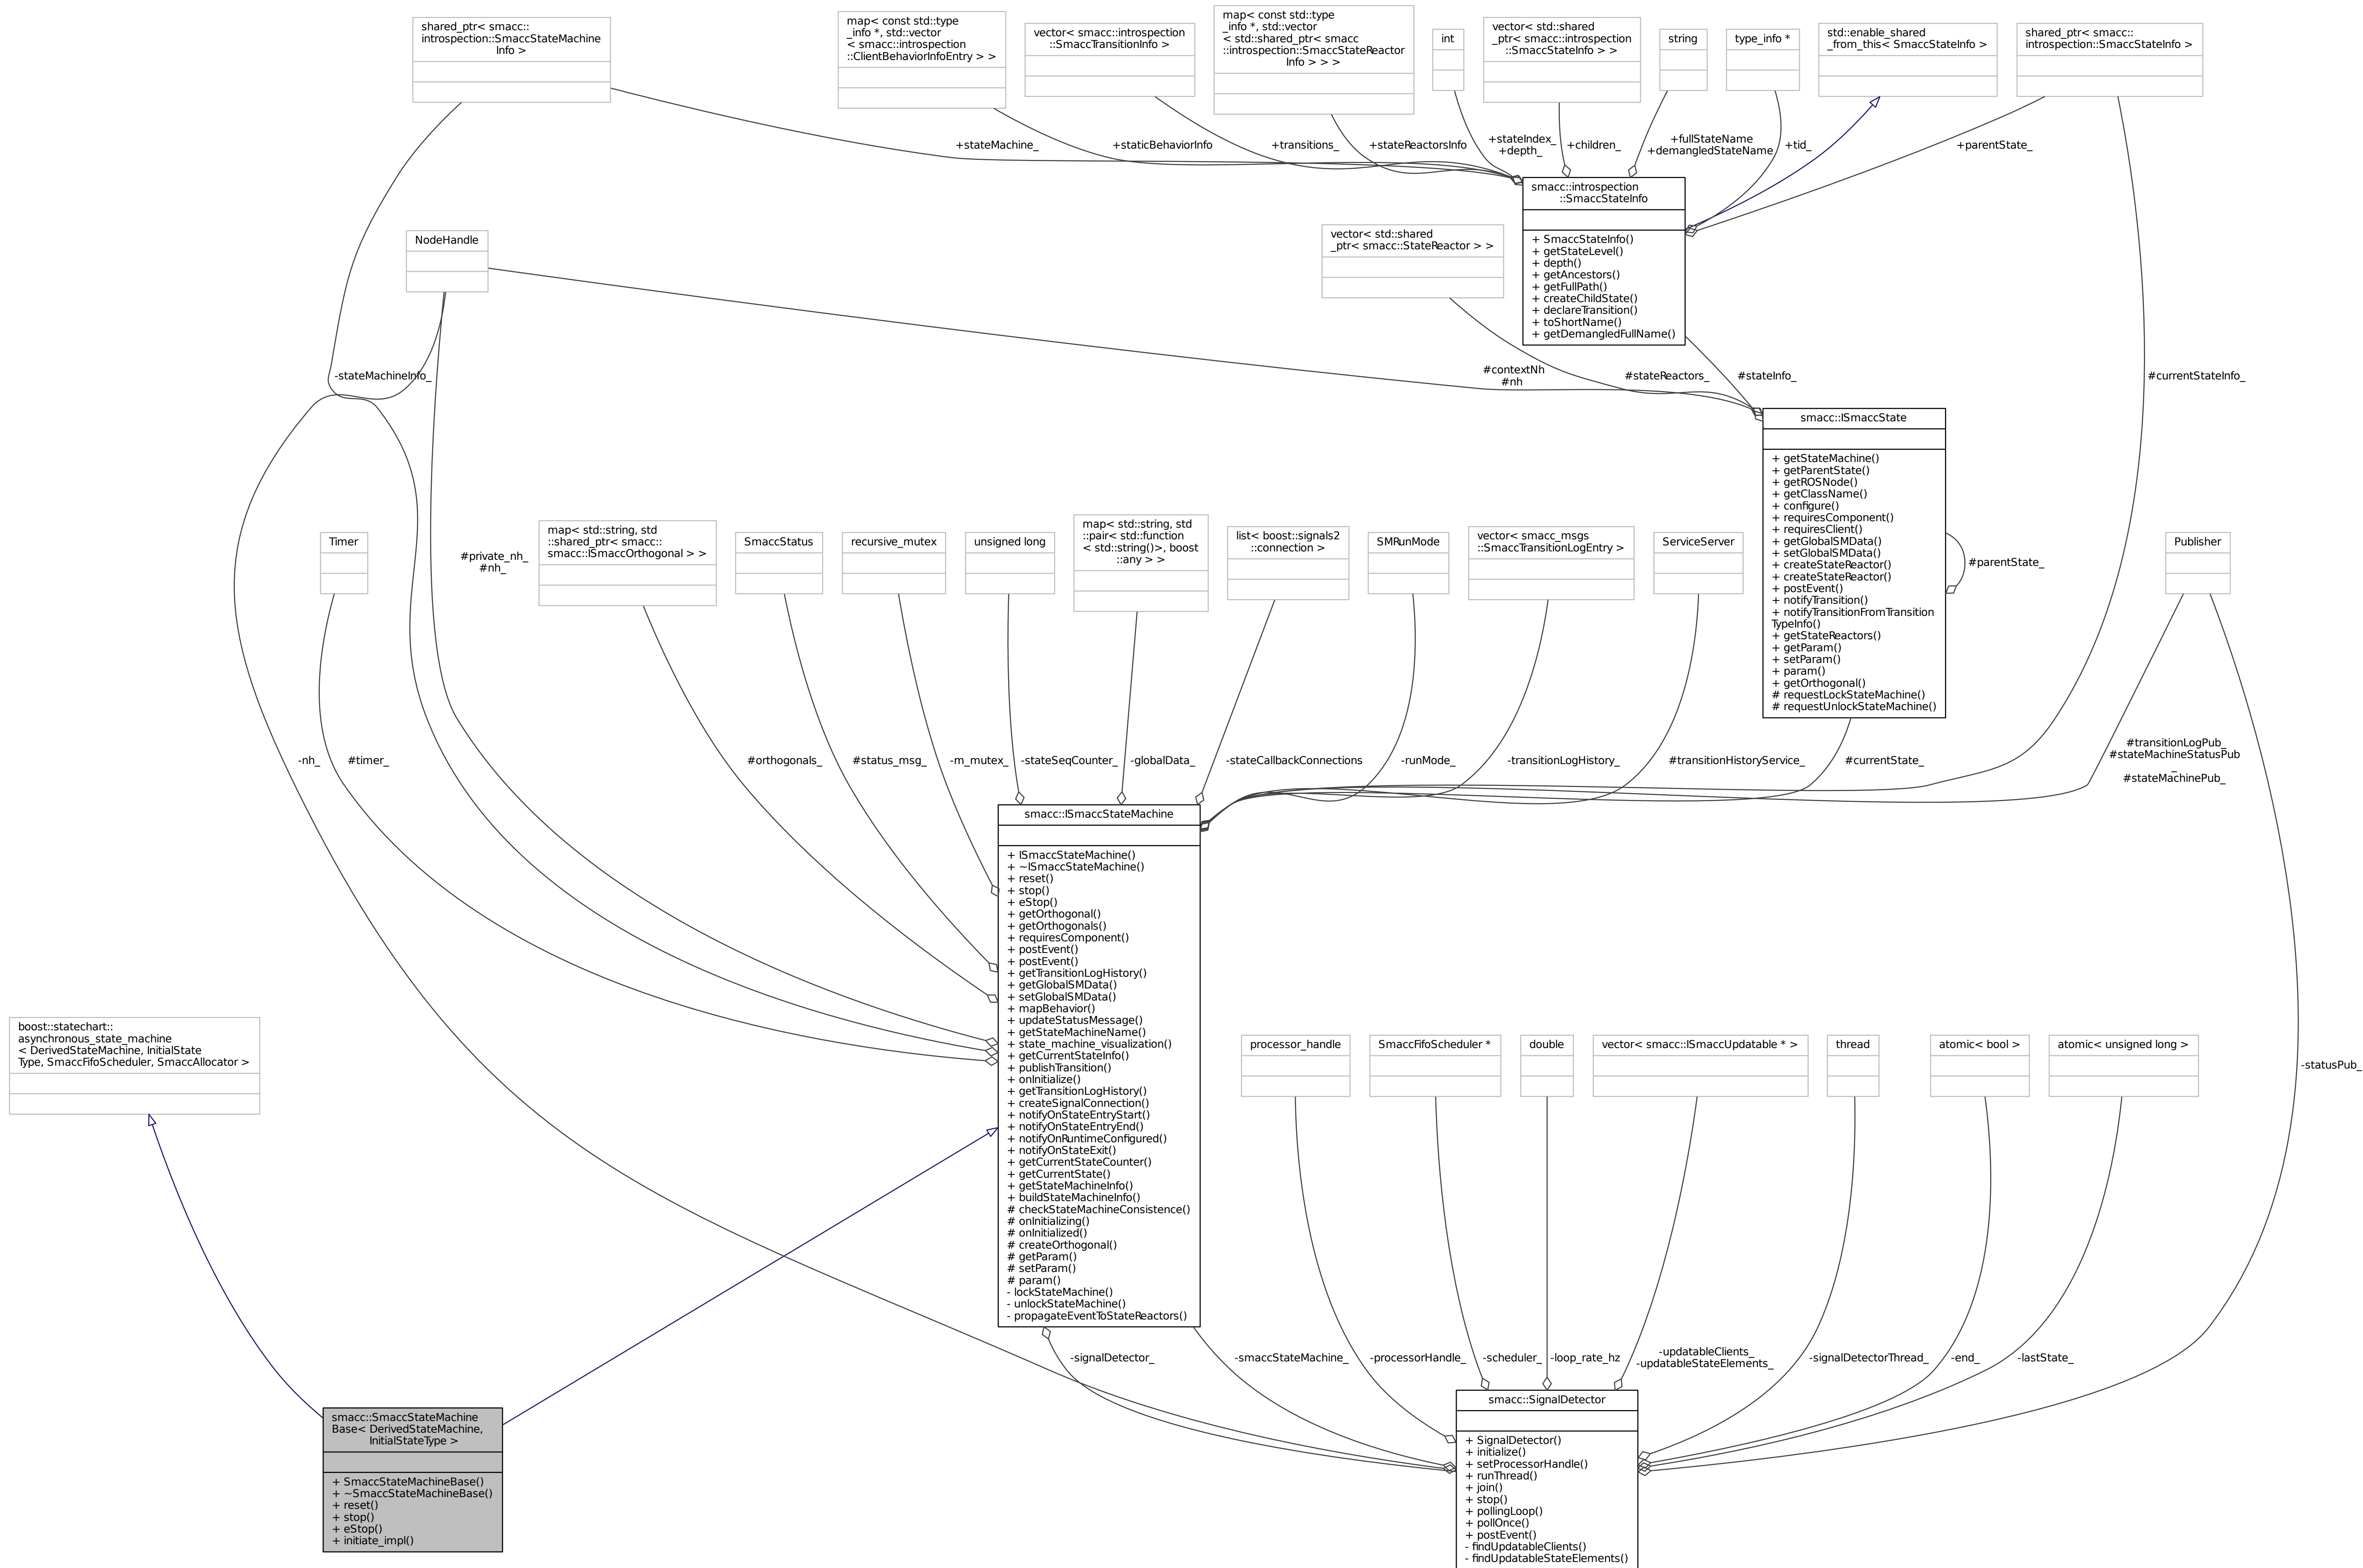 shared_ptr< smacc::
introspection::SmaccStateMachine
Info >
map< const std::type
_info *, std::vector
< smacc::introspection
::ClientBehaviorInfoEntry > >
vector< smacc::introspection
::SmaccTransitionInfo >
map< const std::type
_info *, std::vector
< std::shared_ptr< smacc
::introspection::SmaccStateReactor
Info > > >
int
vector< std::shared
_ptr< smacc::introspection
::SmaccStateInfo > >
string
type_info *
std::enable_shared
_from_this< SmaccStateInfo >
shared_ptr< smacc::
introspection::SmaccStateInfo >
+stateMachine_
+staticBehaviorInfo
+transitions_
+stateReactorsInfo
+stateIndex_
+depth_
+children_
+fullStateName
+demangledStateName
+tid_
+parentState_
smacc::introspection
::SmaccStateInfo
+ SmaccStateInfo()
+ getStateLevel()
+ depth()
+ getAncestors()
+ getFullPath()
+ createChildState()
+ declareTransition()
+ toShortName()
+ getDemangledFullName()
NodeHandle
vector< std::shared
_ptr< smacc::StateReactor > >
-stateMachineInfo_
#contextNh
#nh
#stateReactors_
#stateInfo_
#currentStateInfo_
smacc::ISmaccState
+ getStateMachine()
+ getParentState()
+ getROSNode()
+ getClassName()
+ configure()
+ requiresComponent()
+ requiresClient()
+ getGlobalSMData()
+ setGlobalSMData()
+ createStateReactor()
+ createStateReactor()
+ postEvent()
+ notifyTransition()
+ notifyTransitionFromTransition
TypeInfo()
+ getStateReactors()
+ getParam()
+ setParam()
+ param()
+ getOrthogonal()
# requestLockStateMachine()
# requestUnlockStateMachine()
#parentState_
Timer
#private_nh_
#nh_
map< std::string, std
::shared_ptr< smacc::
smacc::ISmaccOrthogonal > >
SmaccStatus
recursive_mutex
unsigned long
map< std::string, std
::pair< std::function
< std::string()>, boost
::any > >
list< boost::signals2
::connection >
SMRunMode
vector< smacc_msgs
::SmaccTransitionLogEntry >
ServiceServer
Publisher
-nh_
#timer_
#orthogonals_
#status_msg_
-m_mutex_
-stateSeqCounter_
-globalData_
-stateCallbackConnections
-runMode_
-transitionLogHistory_
#transitionHistoryService_
#currentState_
#transitionLogPub_
#stateMachineStatusPub
_
#stateMachinePub_
smacc::ISmaccStateMachine
+ ISmaccStateMachine()
+ ~ISmaccStateMachine()
+ reset()
+ stop()
+ eStop()
+ getOrthogonal()
+ getOrthogonals()
+ requiresComponent()
+ postEvent()
+ postEvent()
+ getTransitionLogHistory()
+ getGlobalSMData()
+ setGlobalSMData()
+ mapBehavior()
+ updateStatusMessage()
+ getStateMachineName()
+ state_machine_visualization()
+ getCurrentStateInfo()
+ publishTransition()
+ onInitialize()
+ getTransitionLogHistory()
+ createSignalConnection()
+ notifyOnStateEntryStart()
+ notifyOnStateEntryEnd()
+ notifyOnRuntimeConfigured()
+ notifyOnStateExit()
+ getCurrentStateCounter()
+ getCurrentState()
+ getStateMachineInfo()
+ buildStateMachineInfo()
# checkStateMachineConsistence()
# onInitializing()
# onInitialized()
# createOrthogonal()
# getParam()
# setParam()
# param()
- lockStateMachine()
- unlockStateMachine()
- propagateEventToStateReactors()
boost::statechart::
asynchronous_state_machine
< DerivedStateMachine, InitialState
Type, SmaccFifoScheduler, SmaccAllocator >
processor_handle
SmaccFifoScheduler *
double
vector< smacc::ISmaccUpdatable * >
thread
atomic< bool >
atomic< unsigned long >
-statusPub_
-signalDetector_
-smaccStateMachine_
-processorHandle_
-scheduler_
-loop_rate_hz
-updatableClients_
-updatableStateElements_
-signalDetectorThread_
-end_
-lastState_
smacc::SmaccStateMachine
Base< DerivedStateMachine,
InitialStateType >
+ SmaccStateMachineBase()
+ ~SmaccStateMachineBase()
+ reset()
+ stop()
+ eStop()
+ initiate_impl()
smacc::SignalDetector
+ SignalDetector()
+ initialize()
+ setProcessorHandle()
+ runThread()
+ join()
+ stop()
+ pollingLoop()
+ pollOnce()
+ postEvent()
- findUpdatableClients()
- findUpdatableStateElements()